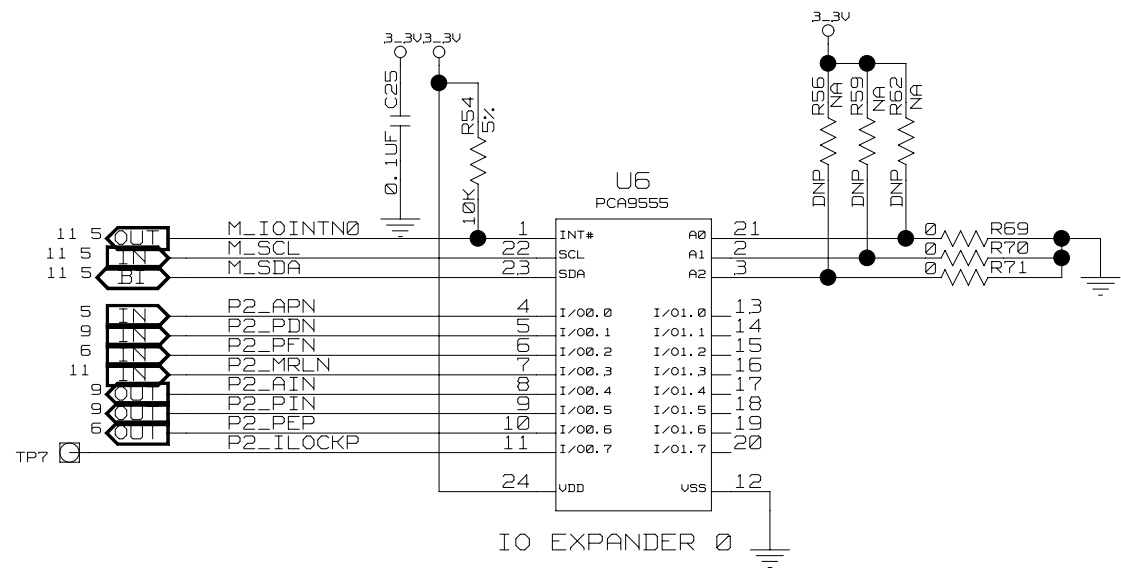 3_3V 3_3V
3_3V
C25
0.1UF
R54
5%
10K
R56
NA
DNP
R59
NA
DNP
R62
NA
DNP
U6
PCA9555
11 5 OUT M_IOINTN0 1 INT# A0 21 0 R69
11 5 IN M_SCL 22 SCL A1 2 0 R70
11 5 BI M_SDA 23 SDA A2 3 0 R71
5 IN P2_APN 4 I/O0.0 I/O1.0 13
9 IN P2_PDN 5 I/O0.1 I/O1.1 14
6 IN P2_PFN 6 I/O0.2 I/O1.2 15
11 IN P2_MRLN 7 I/O0.3 I/O1.3 16
9 OUT P2_AIN 8 I/O0.4 I/O1.4 17
9 OUT P2_PIN 9 I/O0.5 I/O1.5 18
6 OUT P2_PEP 10 I/O0.6 I/O1.6 19
TP7 P2_ILOCKP 11 I/O0.7 I/O1.7 20
24 VDD VSS 12
IO EXPANDER 0